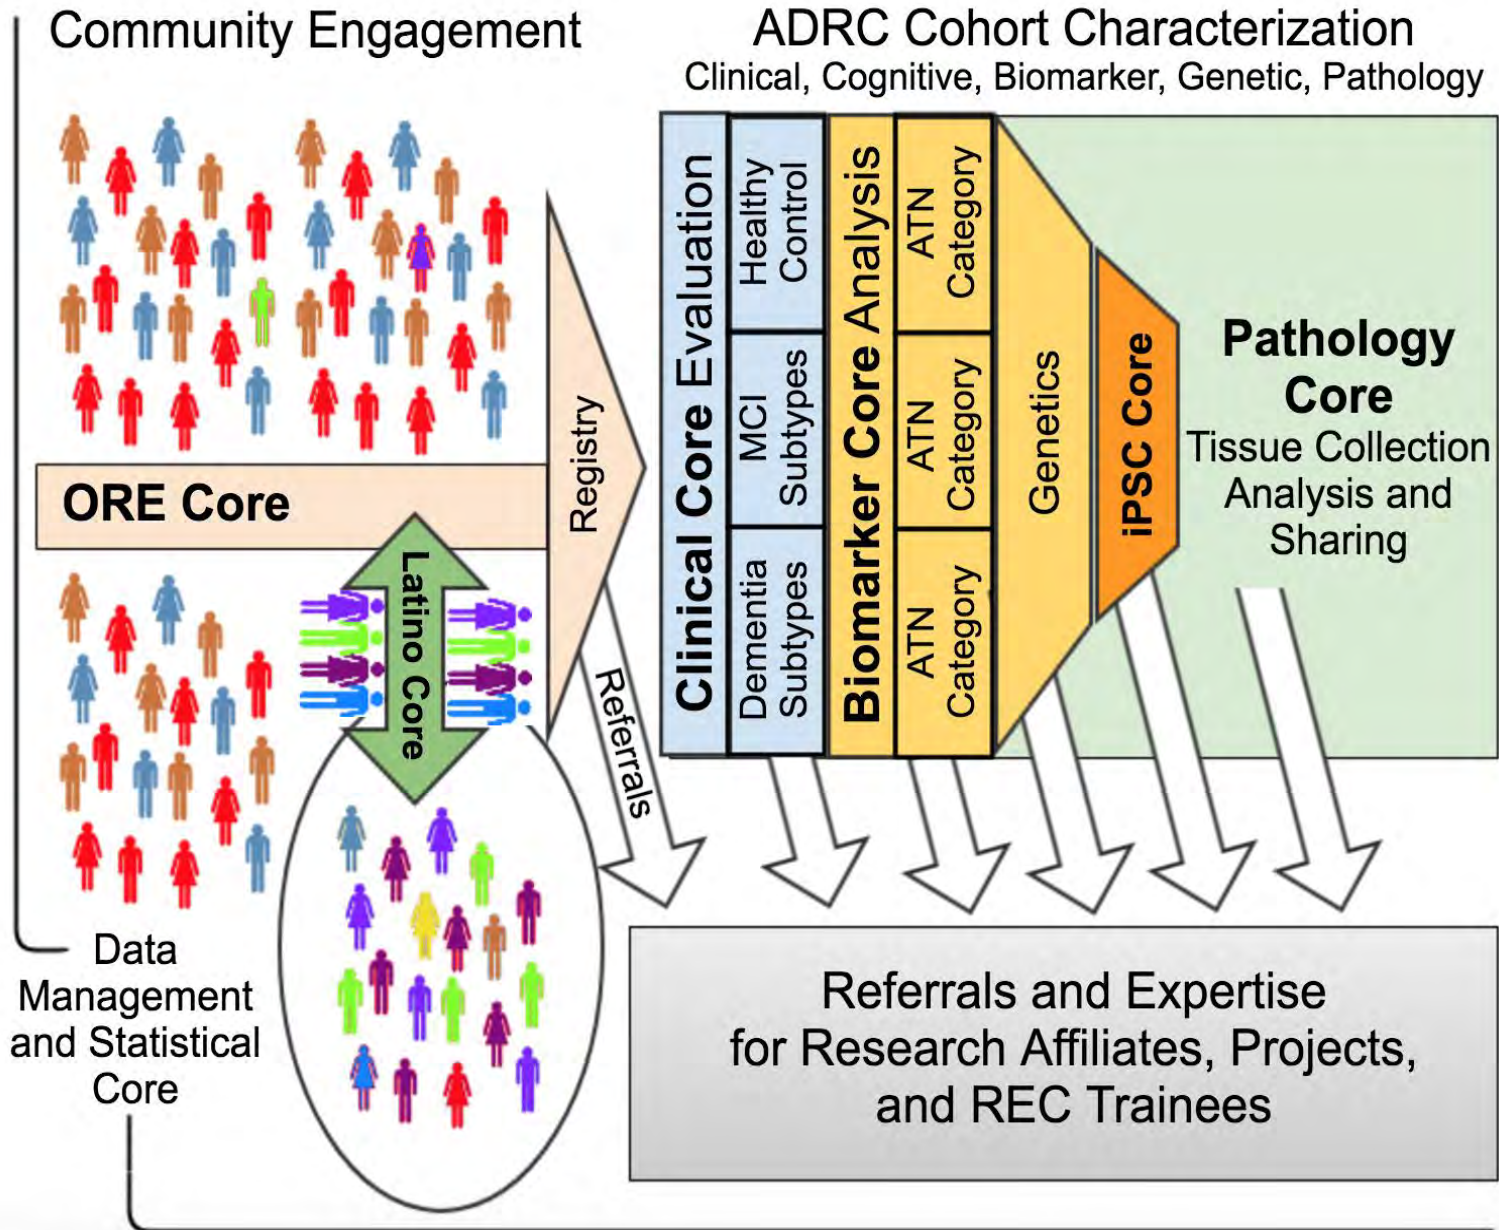 Community Engagement
ORE Core
Registry
Latino Core
Referrals
Data
Management
and Statistical
Core
ADRC Cohort Characterization
Clinical, Cognitive, Biomarker, Genetic, Pathology
Clinical Core Evaluation
Healthy
Control
MCI
Subtypes
Dementia
Subtypes
Biomarker Core Analysis
ATN
Category
ATN
Category
ATN
Category
Genetics
iPSC Core
Pathology
Core
Tissue Collection
Analysis and
Sharing
Referrals and Expertise
for Research Affiliates, Projects,
and REC Trainees